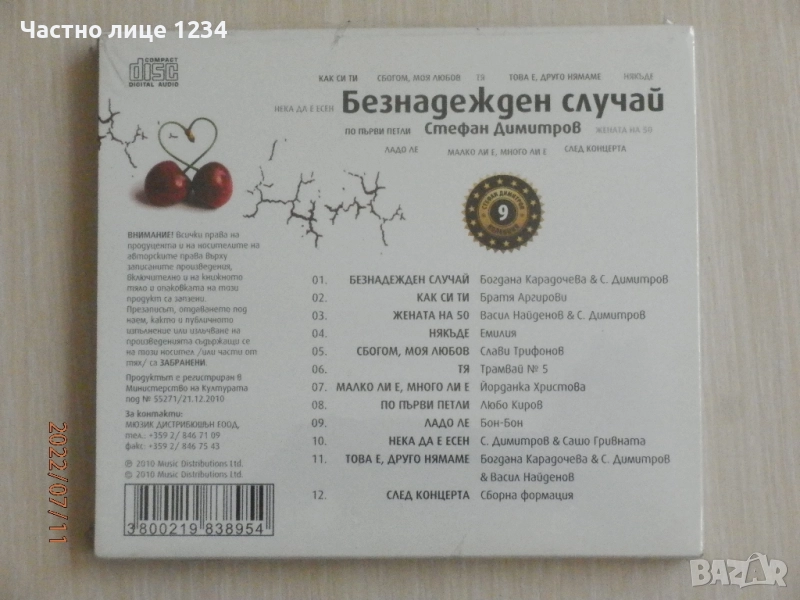 Частно лице 1234
COMPACT
disc
DIGITAL AUDIO
КАК СИ ТИ СБОГОМ, МОЯ ЛЮБОВ ТЯ ТОВА Е, ДРУГО НЯМАМЕ НЯКЪДЕ
НЕКА ДА Е ЕСЕН Безнадежден случай
ПО ПЪРВИ ПЕТЛИ Стефан Димитров ЖЕНАТА НА 50
ЛАДО ЛЕ МАЛКО ЛИ Е, МНОГО ЛИ Е СЛЕД КОНЦЕРТА
СТЕФАН ДИМИТРОВ
9
ВНИМАНИЕ! Всички права на
продуцента и на носителите на
авторските права върху
записаните произведения,
включително и на книжното
тяло и опаковката на този
продукт са запзени.
Презаписът, отдаването под
наем, както и публичното
изпълнение или излъчване на
произведенията съдържащи се
на този носител /или части от
тях/ са ЗАБРАНЕНИ.
Продуктът е регистриран в
Министерство на Културата
под № 55271/21.12.2010
За контакти:
МЮЗИК ДИСТРИБЮШЪН ЕООД,
тел.: +359 2/ 846 71 09
факс: +359 2/ 846 75 43
℗ 2010 Music Distributions Ltd.
© 2010 Music Distributions Ltd.
3800219 838954
01. БЕЗНАДЕЖДЕН СЛУЧАЙ Богдана Карадочева & С. Димитров
02. КАК СИ ТИ Братя Аргирови
03. ЖЕНАТА НА 50 Васил Найденов & С. Димитров
04. НЯКЪДЕ Емилия
05. СБОГОМ, МОЯ ЛЮБОВ Слави Трифонов
06. ТЯ Трамвай № 5
07. МАЛКО ЛИ Е, МНОГО ЛИ Е Йорданка Христова
08. ПО ПЪРВИ ПЕТЛИ Любо Киров
09. ЛАДО ЛЕ Бон-Бон
10. НЕКА ДА Е ЕСЕН С. Димитров & Сашо Гривната
11. ТОВА Е, ДРУГО НЯМАМЕ Богдана Карадочева & С. Димитров
& Васил Найденов
12. СЛЕД КОНЦЕРТА Сборна формация
2022/07/11
BAZAR